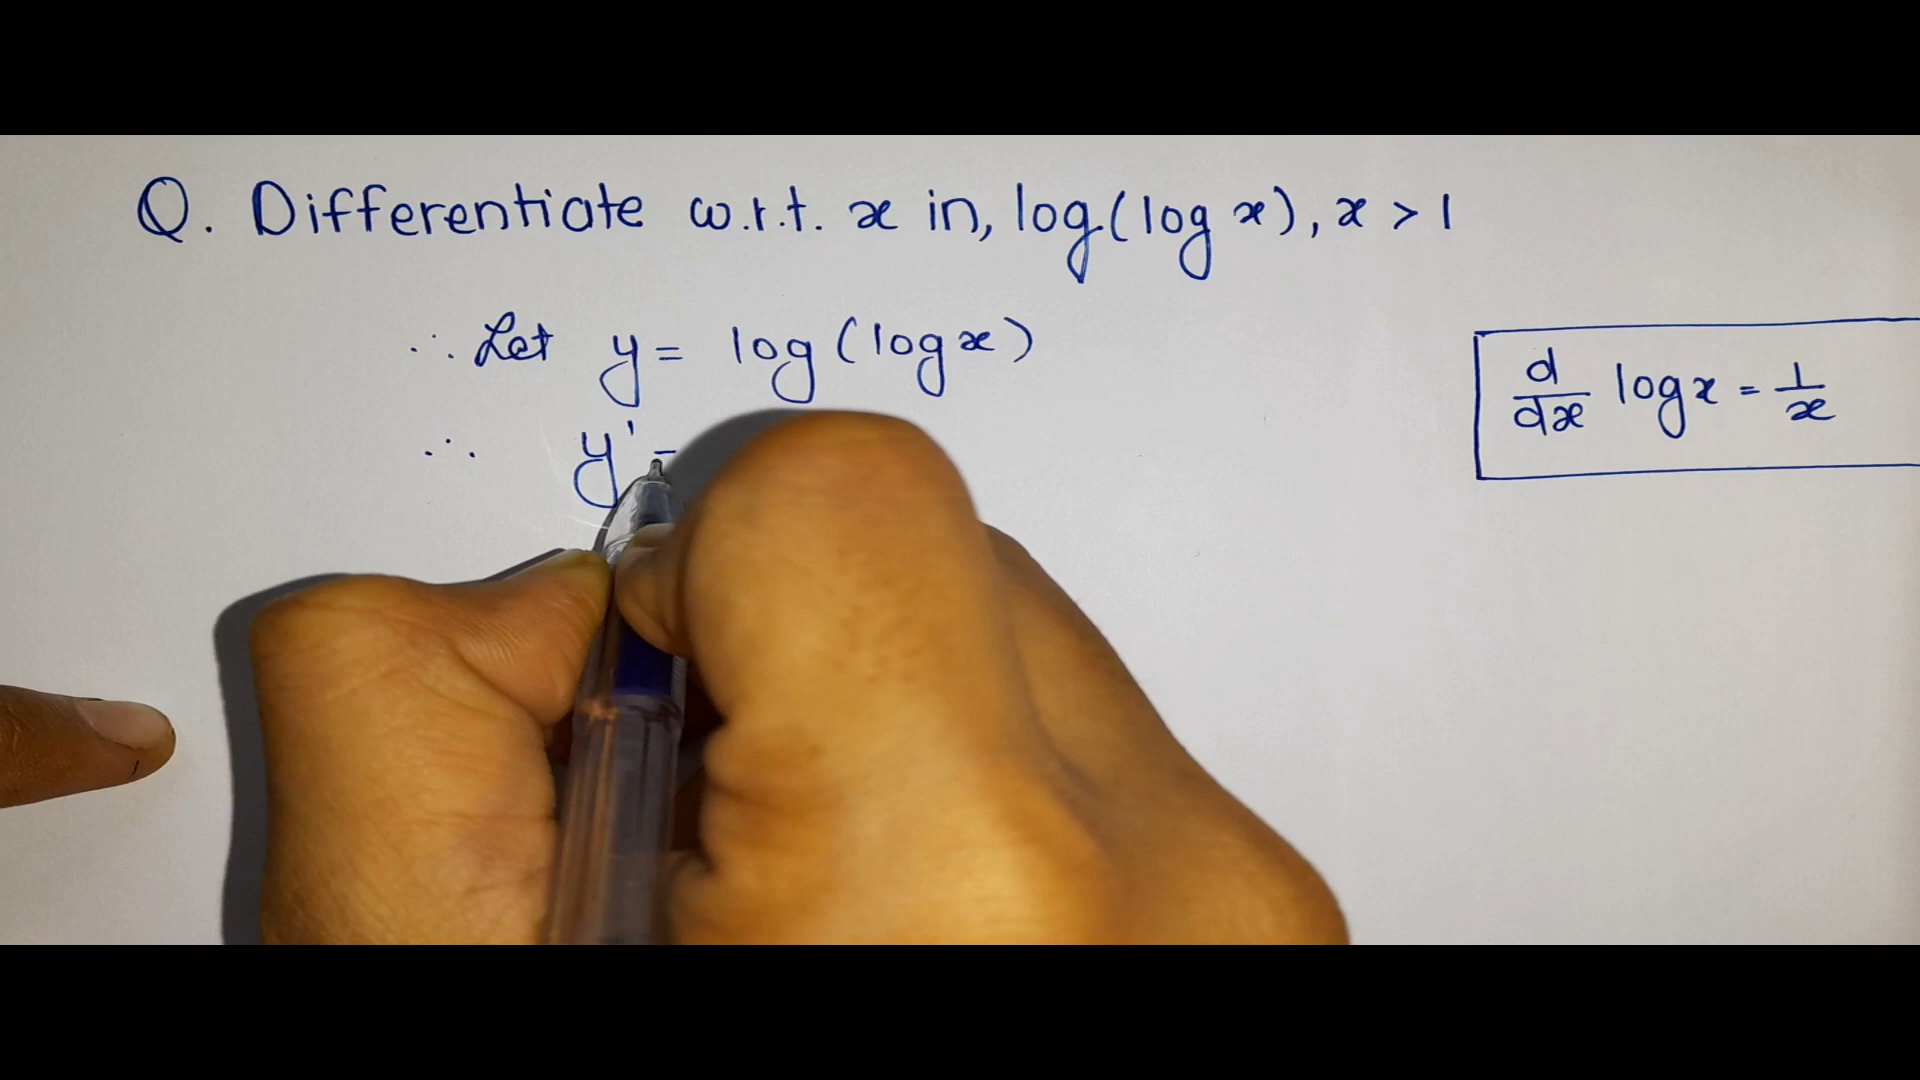 Q. Differentiate w.r.t. x in, log(log x), x > 1
∴ Let y = log (log x)
d/dx log x = 1/x
∴ y' =